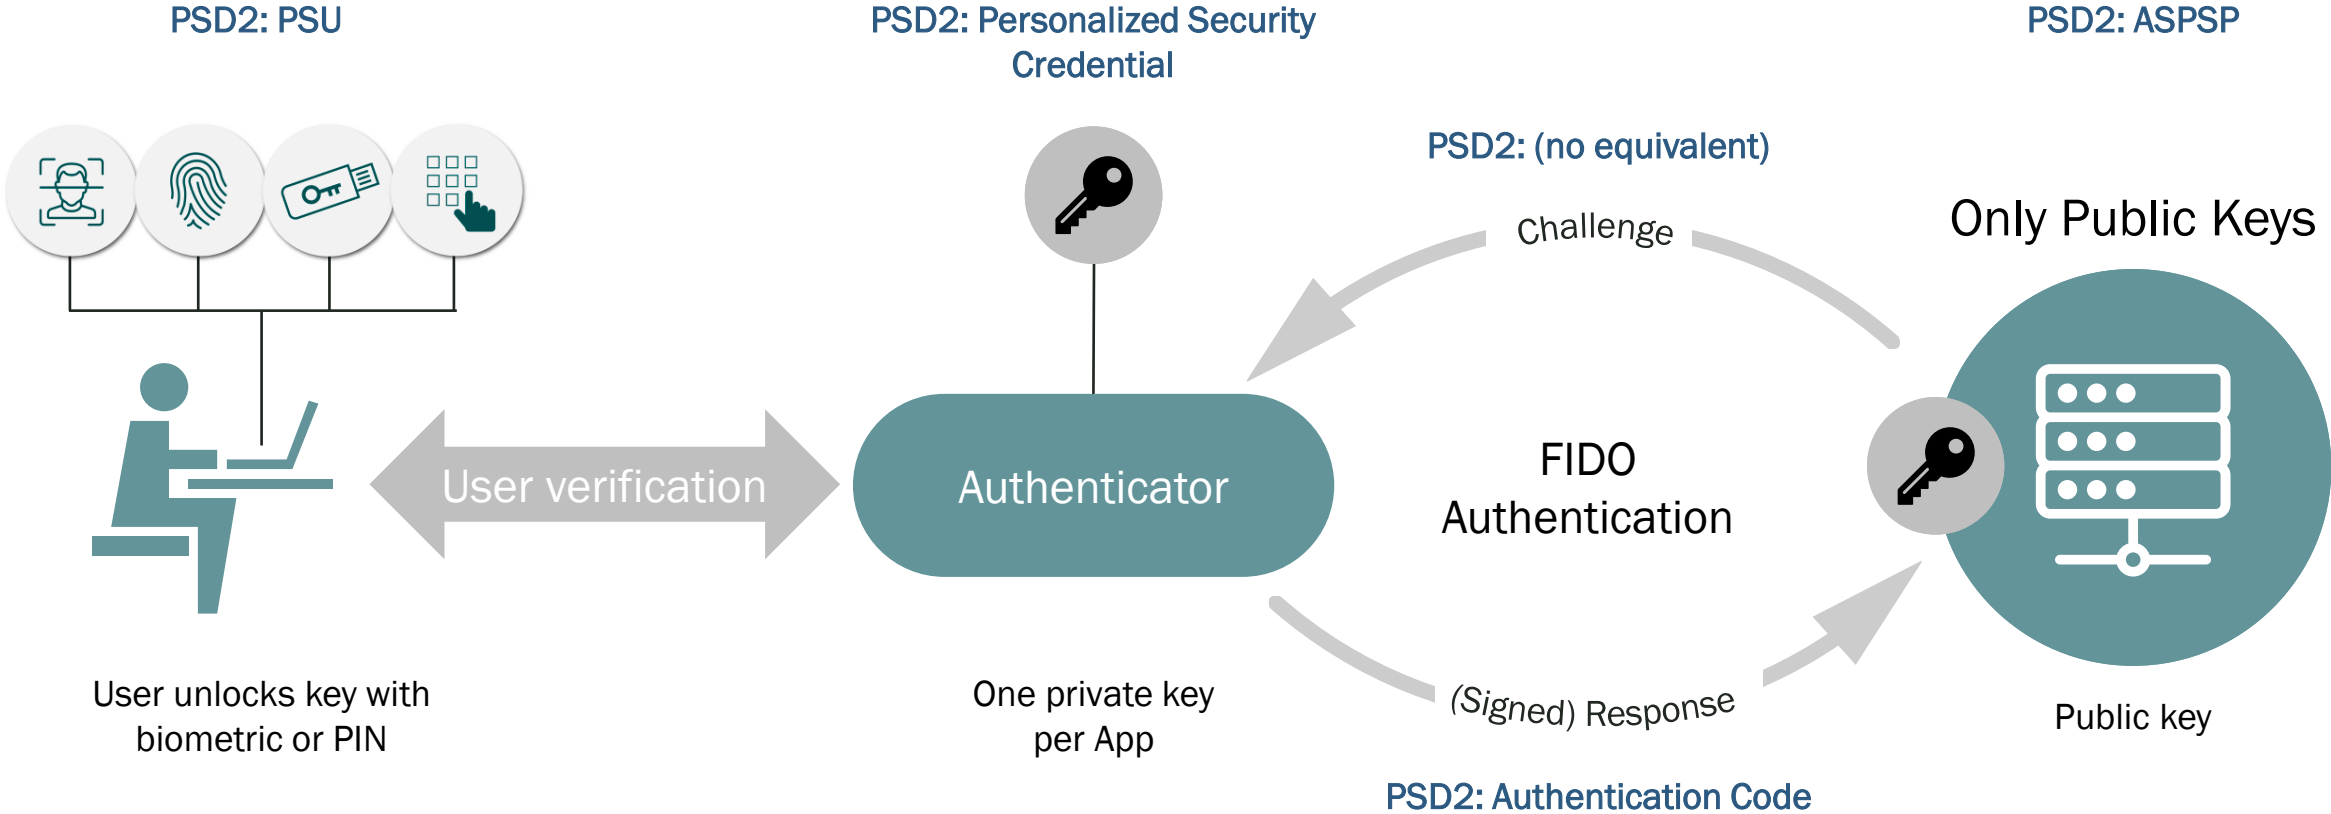 PSD2: PSU
PSD2: Personalized Security
Credential
PSD2: ASPSP
PSD2: (no equivalent)
Challenge
Only Public Keys
User verification
Authenticator
FIDO
Authentication
User unlocks key with
biometric or PIN
One private key
per App
(Signed) Response
Public key
PSD2: Authentication Code